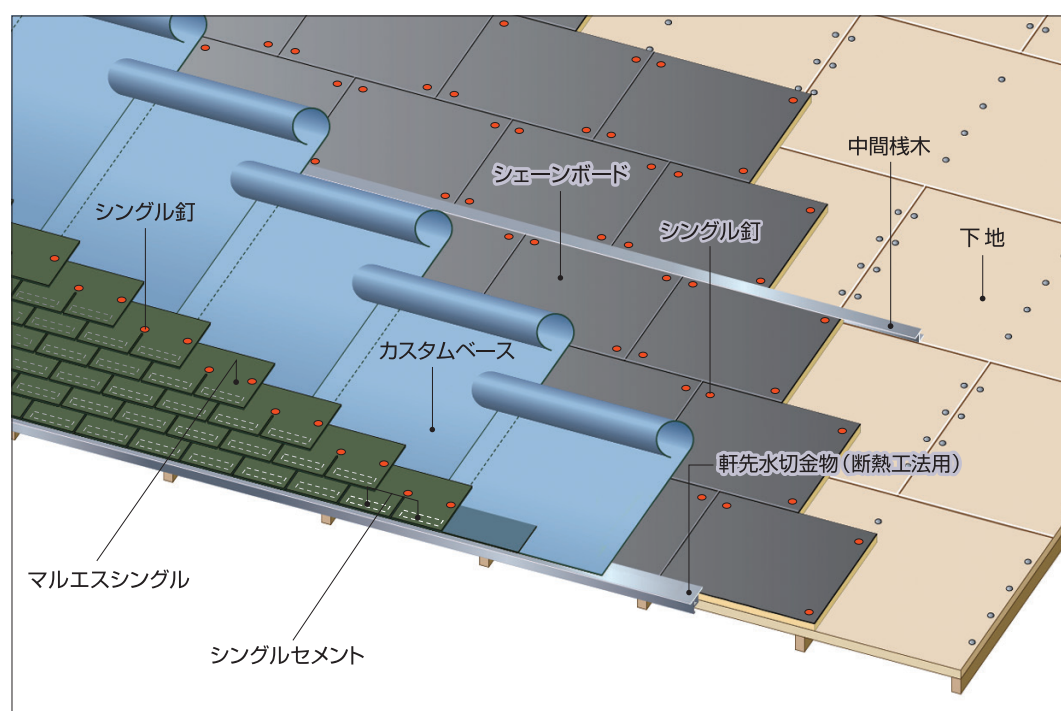 中間桟木
シェーンボード
シングル釘
シングル釘
下地
カスタムベース
軒先水切金物（断熱工法用）
マルエスシングル
シングルセメント